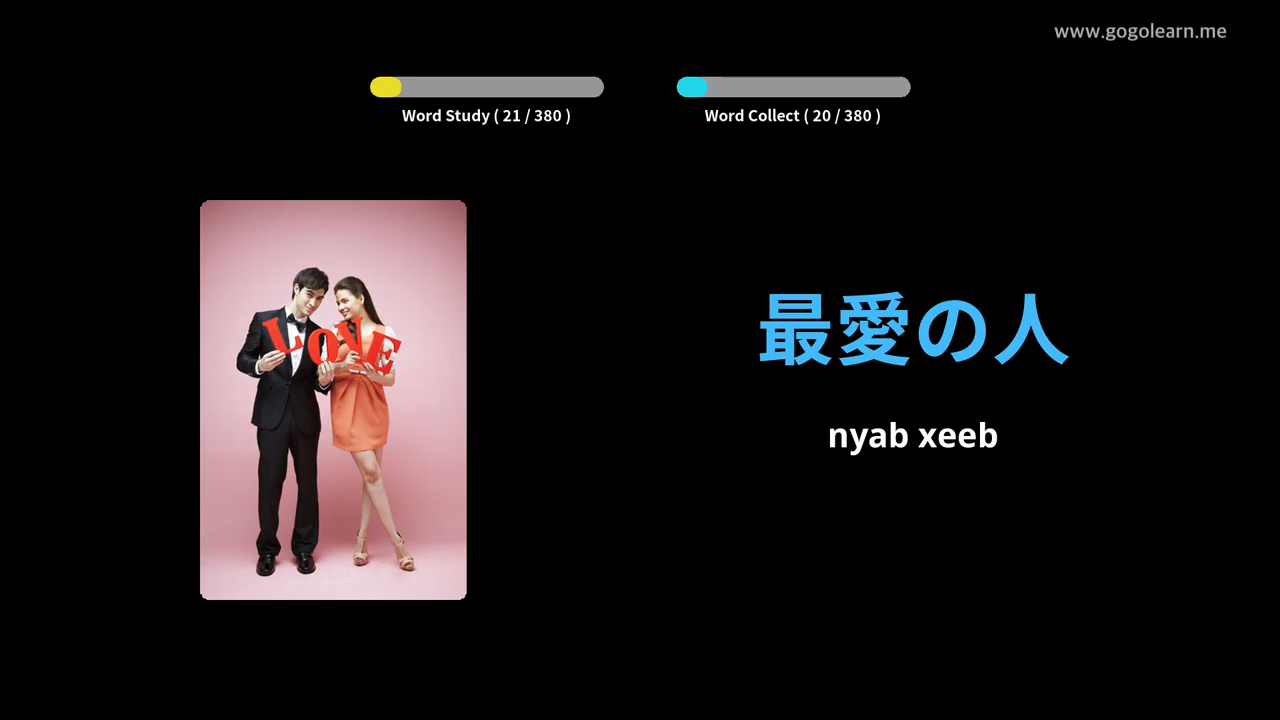 www.gogolearn.me
Word Study ( 21 / 380 )
Word Collect ( 20 / 380 )
LOVE
最愛の人
nyab xeeb